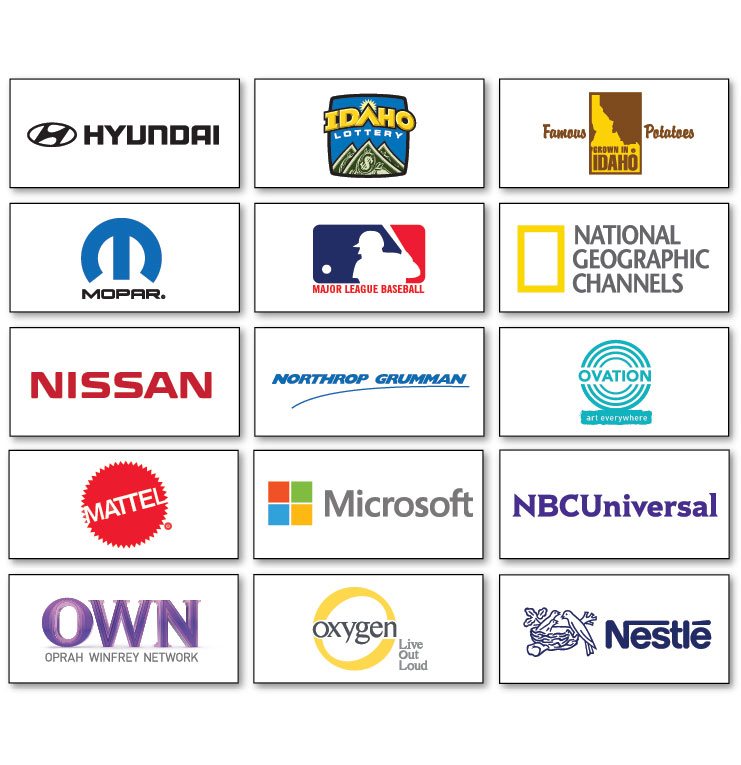 HYUNDAI
IDAHO
LOTTERY
$
Famous
Potatoes
GROWN IN
IDAHO
MOPAR.
MAJOR LEAGUE BASEBALL
NATIONAL
GEOGRAPHIC
CHANNELS
NISSAN
NORTHROP GRUMMAN
OVATION
art everywhere
MATTEL
®
Microsoft
NBCUniversal
OWN
OPRAH WINFREY NETWORK
oxygen
Live
Out
Loud
Nestlé